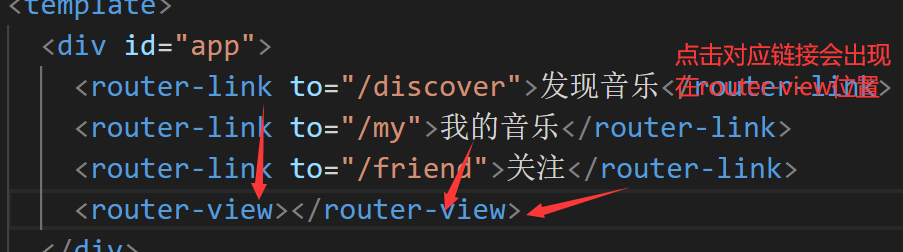 <template>
<div id="app">
点击对应链接会出现
<router-link to="/discover">发现音乐</router-link>
在router-view位置
<router-link to="/my">我的音乐</router-link>
<router-link to="/friend">关注</router-link>
<router-view></router-view>
</div>